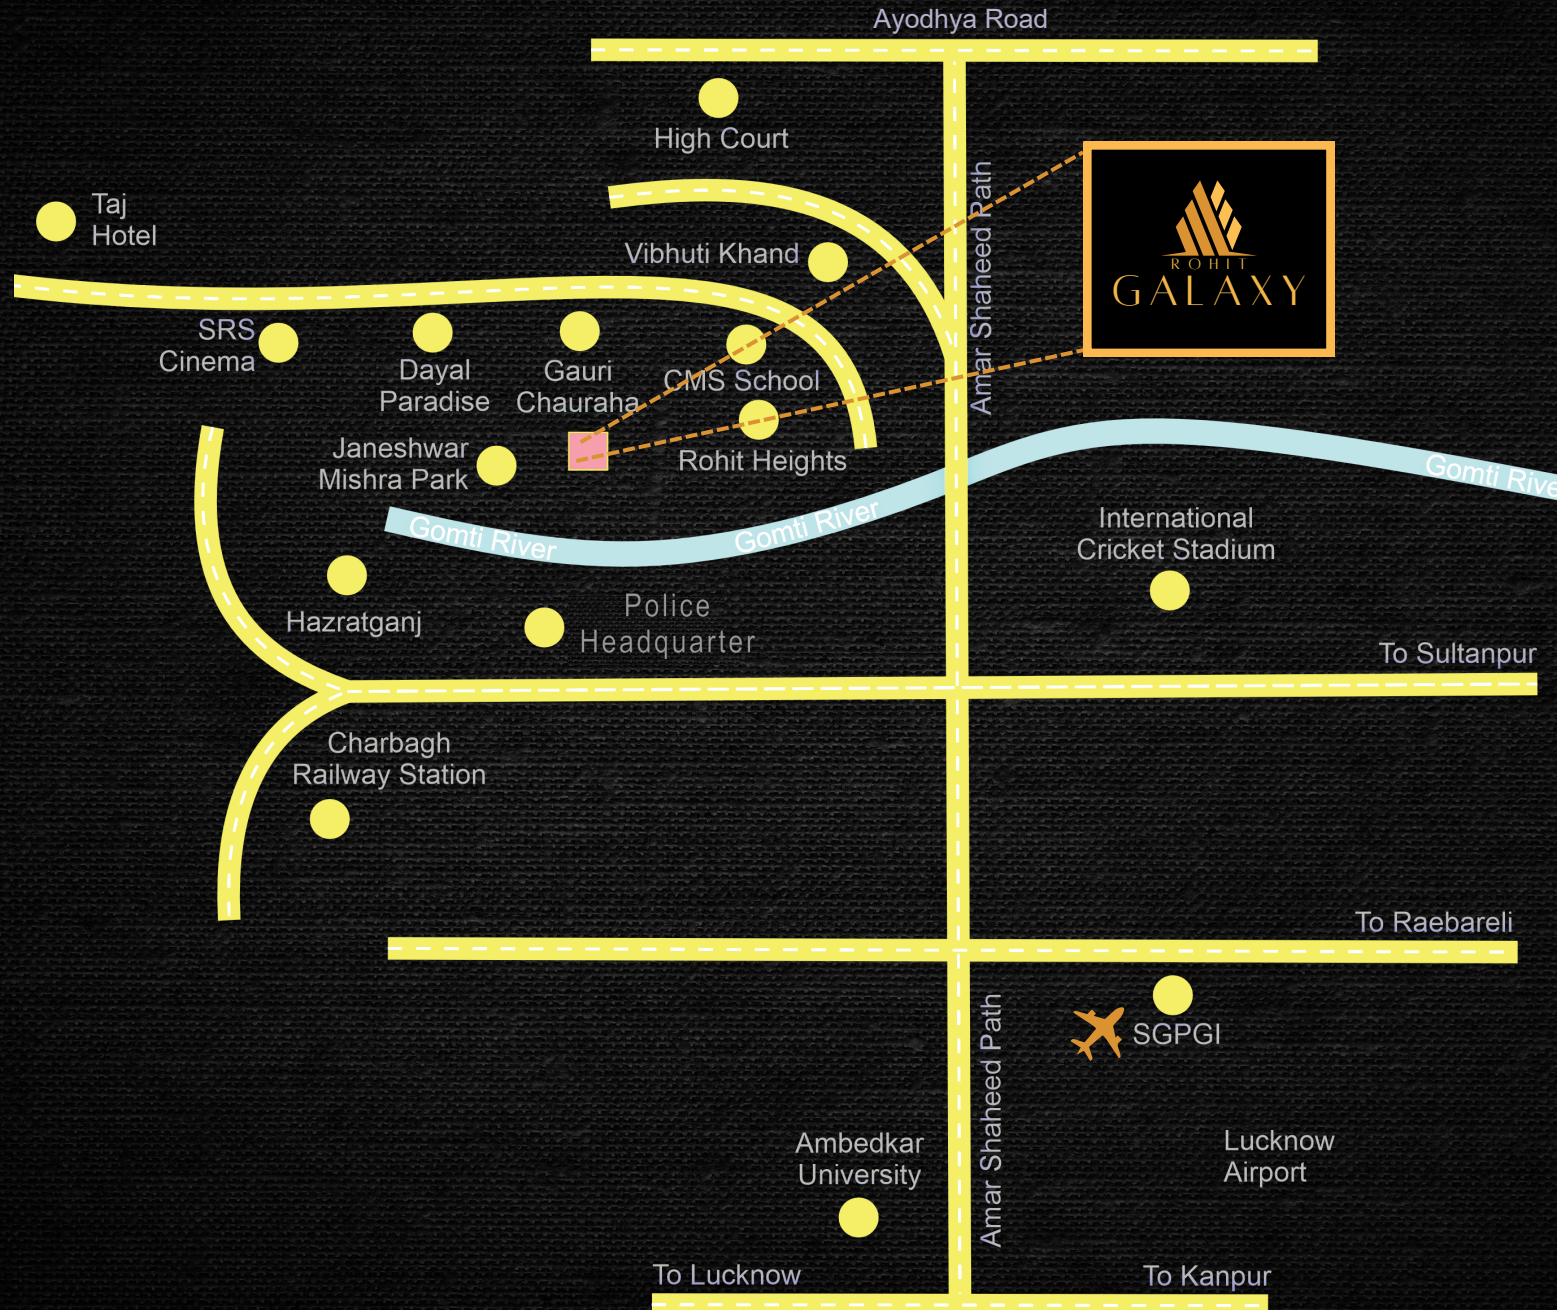 Ayodhya Road
High Court
Amar Shaheed Path
Taj
Hotel
Vibhuti Khand
ROHIT
GALAXY
SRS
Cinema
Dayal
Paradise
Gauri
Chauraha
CMS School
Janeshwar
Mishra Park
Rohit Heights
Gomti River
Gomti River
Gomti Rive
International
Cricket Stadium
Hazratganj
Police
Headquarter
To Sultanpur
Charbagh
Railway Station
To Raebareli
SGPGI
Amar Shaheed Path
Ambedkar
University
Lucknow
Airport
To Lucknow
To Kanpur